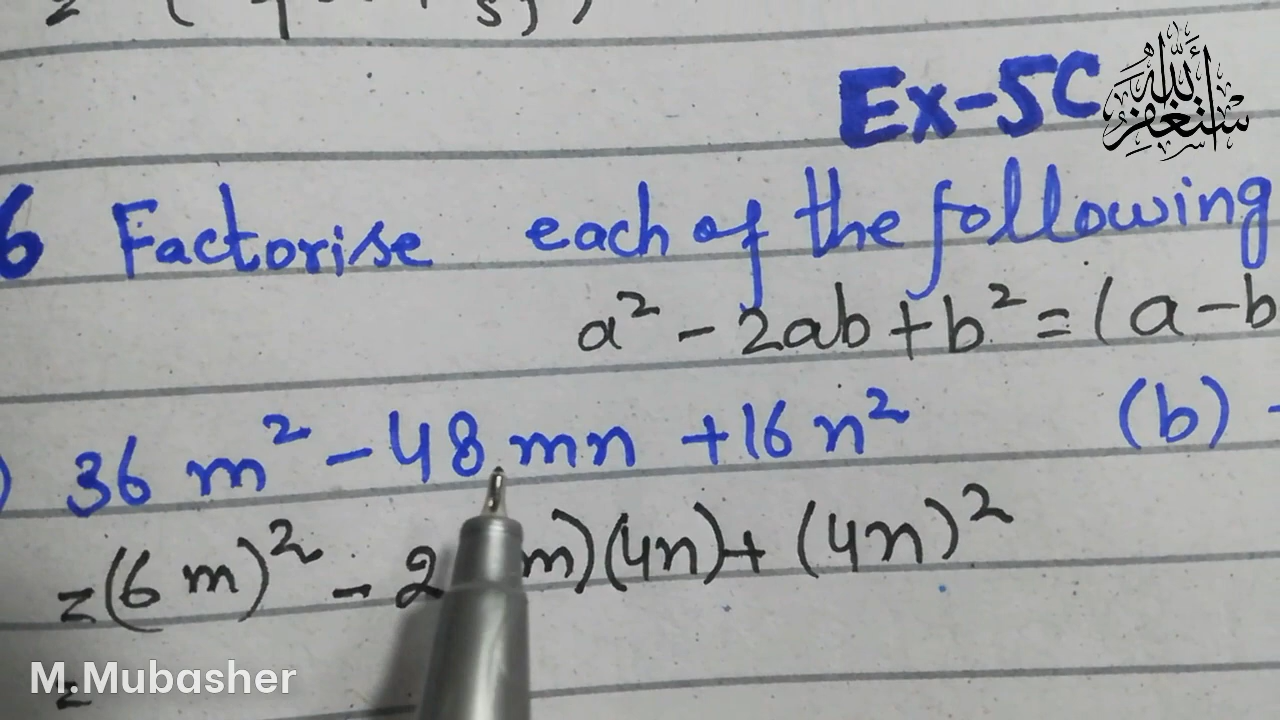 Ex-5C
أستغفر الله
6 Factorise each of the following
a² - 2ab + b² = (a - b
) 36 m² - 48 mn + 16 n² (b) -
= (6 m)² - 2 m)(4n) + (4n)²
=
M.Mubasher